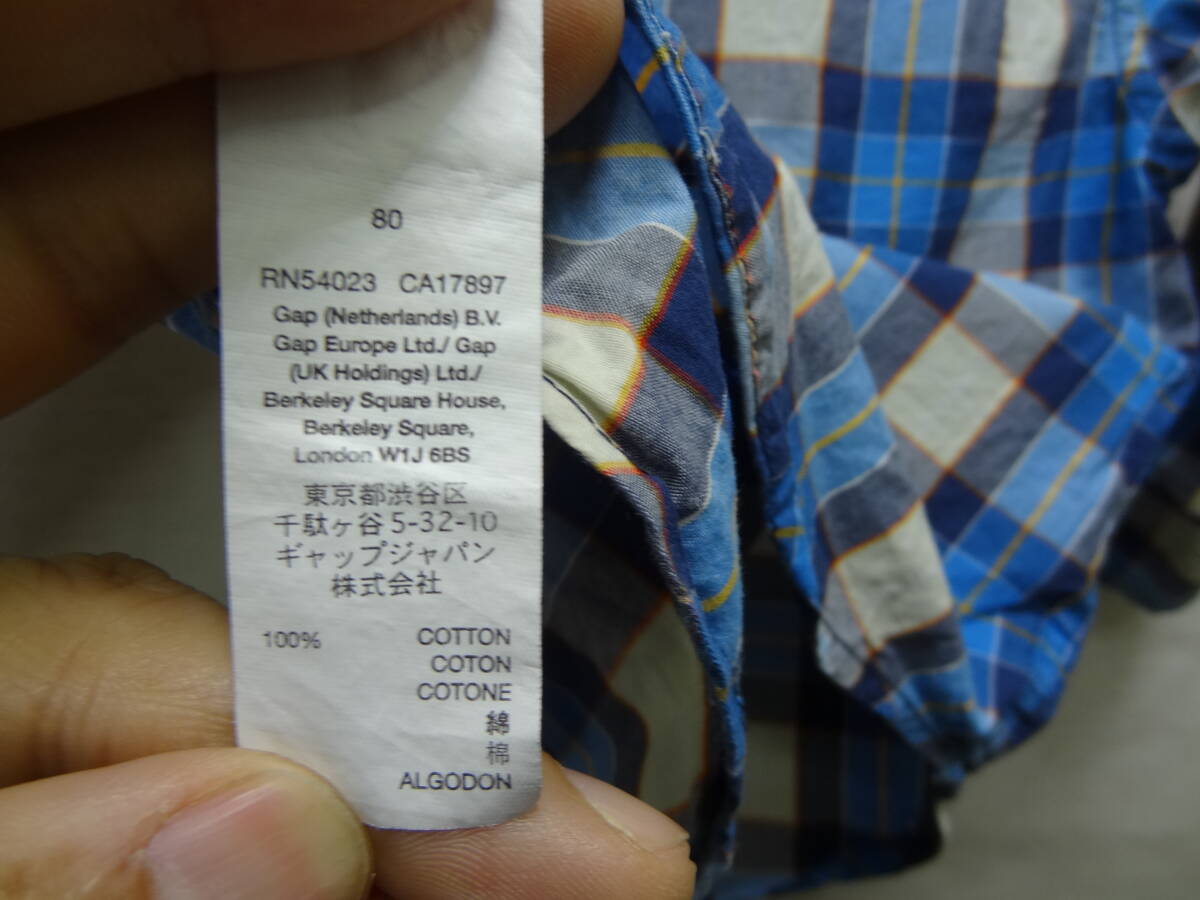 80
RN54023 CA17897
Gap (Netherlands) B.V.
Gap Europe Ltd./ Gap
(UK Holdings) Ltd./
Berkeley Square House,
Berkeley Square,
London W1J 6BS
東京都渋谷区
千駄ヶ谷5-32-10
ギャップジャパン
株式会社
100% COTTON
COTON
COTONE
綿
棉
ALGODON